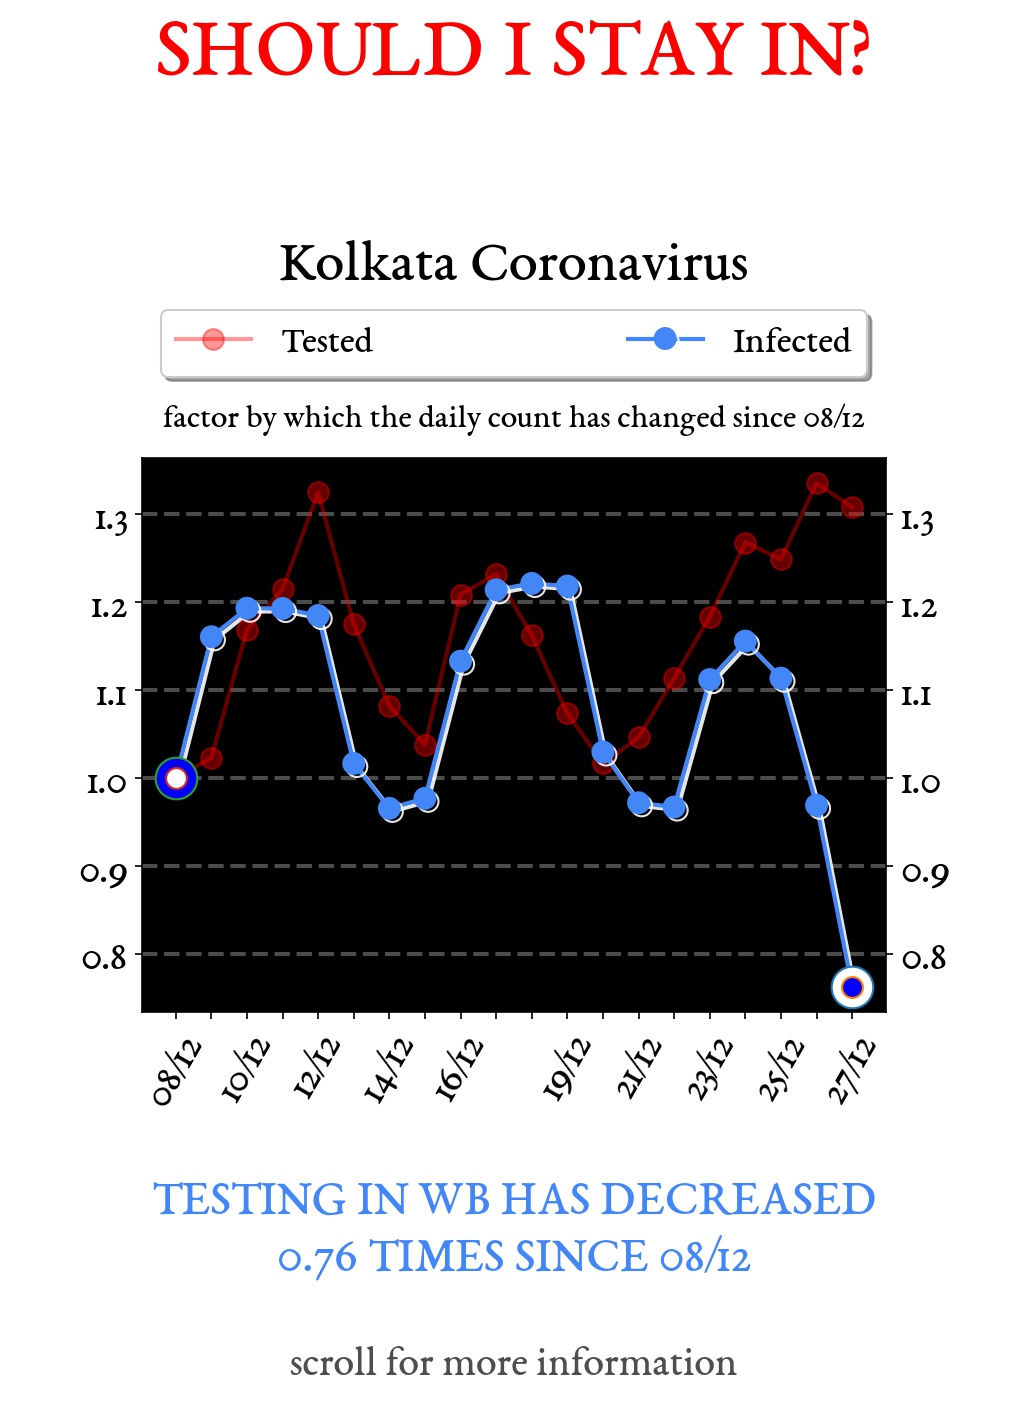 SHOULD I STAY IN?
Kolkata Coronavirus
Tested Infected
factor by which the daily count has changed since 08/12
1.3 1.3
1.2 1.2
1.1 1.1
1.0 1.0
0.9 0.9
0.8 0.8
08/12 10/12 12/12 14/12 16/12 19/12 21/12 23/12 25/12 27/12
TESTING IN WB HAS DECREASED
0.76 TIMES SINCE 08/12
scroll for more information